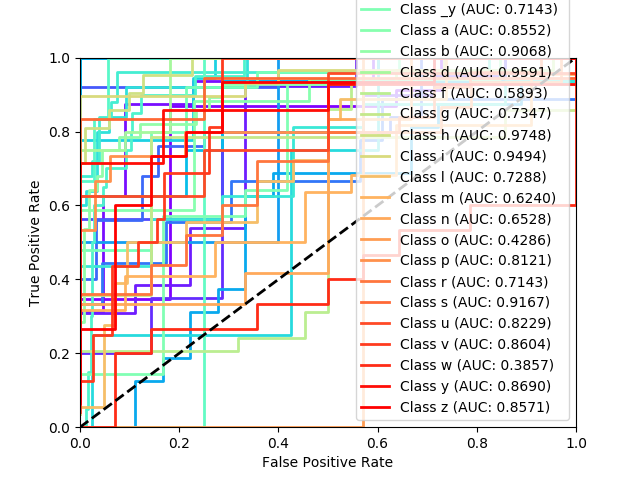 Class _y (AUC: 0.7143)
Class a (AUC: 0.8552)
Class b (AUC: 0.9068)
Class d (AUC: 0.9591)
Class f (AUC: 0.5893)
Class g (AUC: 0.7347)
Class h (AUC: 0.9748)
Class i (AUC: 0.9494)
Class l (AUC: 0.7288)
Class m (AUC: 0.6240)
Class n (AUC: 0.6528)
Class o (AUC: 0.4286)
Class p (AUC: 0.8121)
Class r (AUC: 0.7143)
Class s (AUC: 0.9167)
Class u (AUC: 0.8229)
Class v (AUC: 0.8604)
Class w (AUC: 0.3857)
Class y (AUC: 0.8690)
Class z (AUC: 0.8571)
True Positive Rate
1.0
0.8
0.6
0.4
0.2
0.0
0.0 0.2 0.4 0.6 0.8 1.0
False Positive Rate